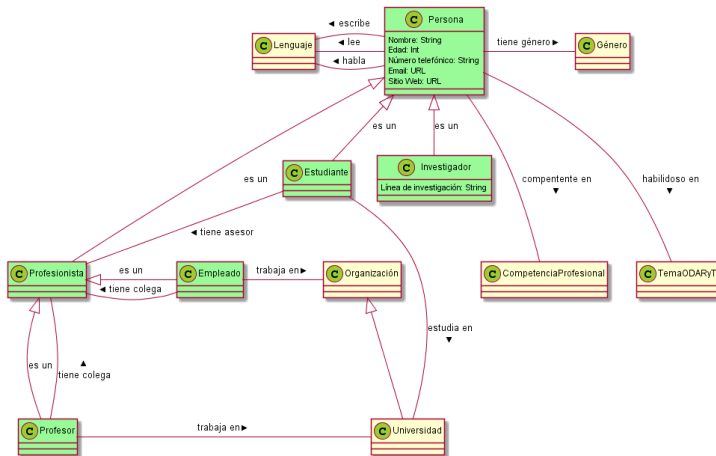 ◄ escribe
C Persona
C Lenguaje
◄ lee
◄ habla
Nombre: String
Edad: Int
Número telefónico: String
Email: URL
Sitio Web: URL
tiene género►
C Género
es un
es un
C Estudiante
C Investigador
Línea de investigación: String
es un
compentente en
▼
habilidoso en
▼
◄ tiene asesor
C Profesionista
es un
C Empleado
trabaja en►
C Organización
C CompetenciaProfesional
C TemaODARyT
◄ tiene colega
estudia en
▼
es un
▲
tiene colega
C Profesor
trabaja en►
C Universidad